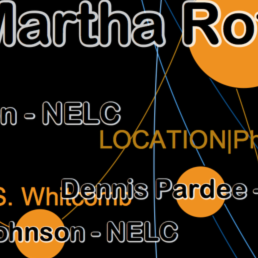 Martha Ro
n - NELC
LOCATION|Ph
S. Whitcomb
Dennis Pardee -
ohnson - NELC